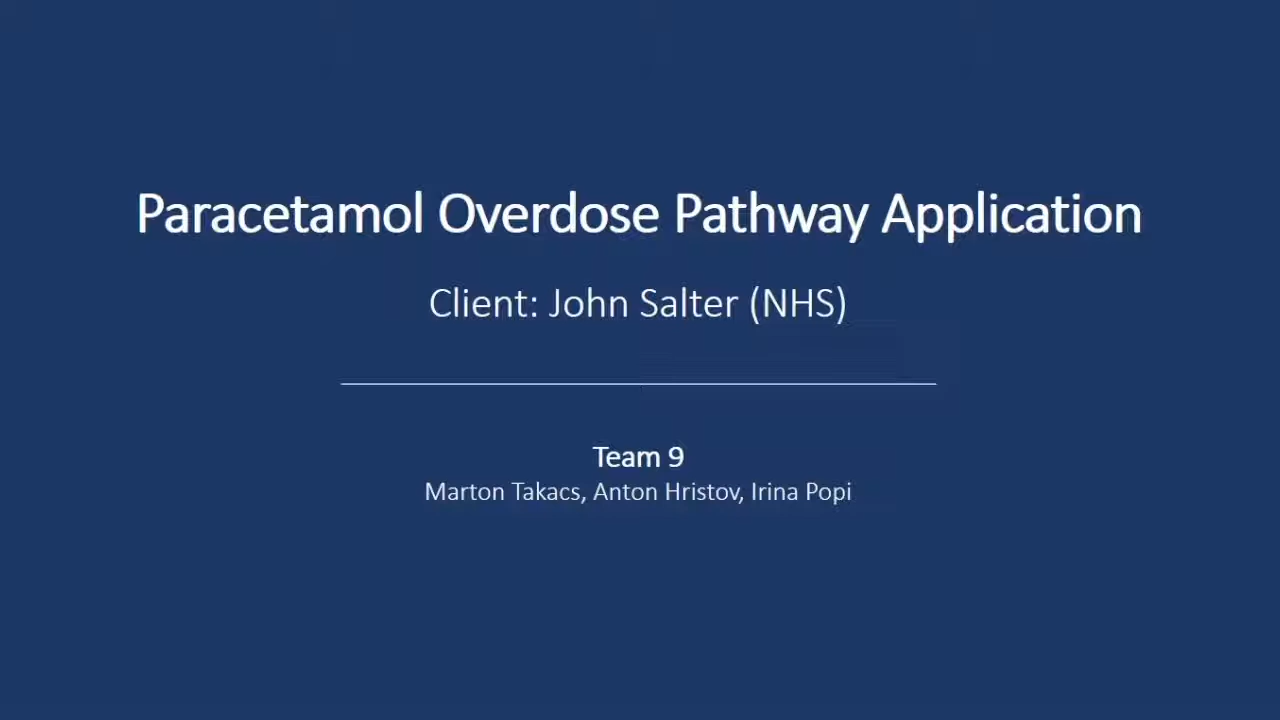 Paracetamol Overdose Pathway Application
Client: John Salter (NHS)
Team 9
Marton Takacs, Anton Hristov, Irina Popi